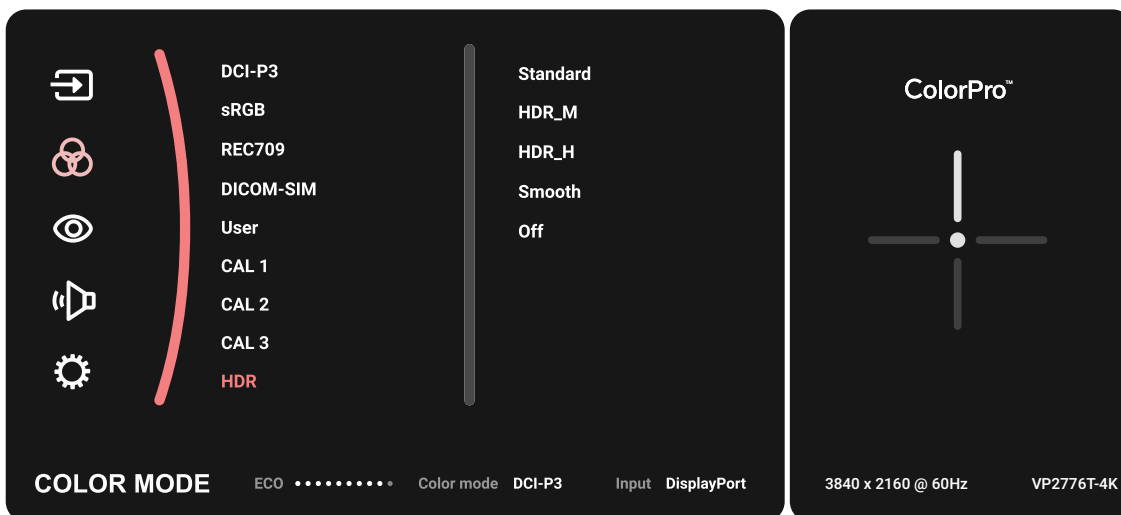 DCI-P3
sRGB
REC709
DICOM-SIM
User
CAL 1
CAL 2
CAL 3
HDR
Standard
HDR_M
HDR_H
Smooth
Off
COLOR MODE
ECO
Color mode DCI-P3
Input DisplayPort
ColorPro™
3840 x 2160 @ 60Hz
VP2776T-4K